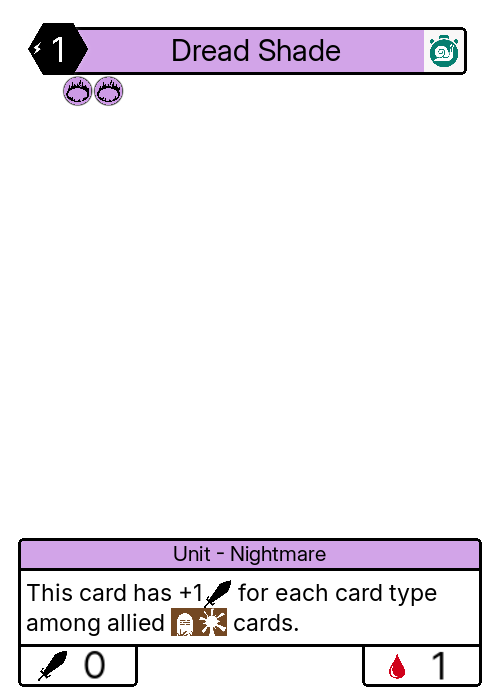 1
Dread Shade
Unit - Nightmare
This card has +1 for each card type
among allied cards.
0
1